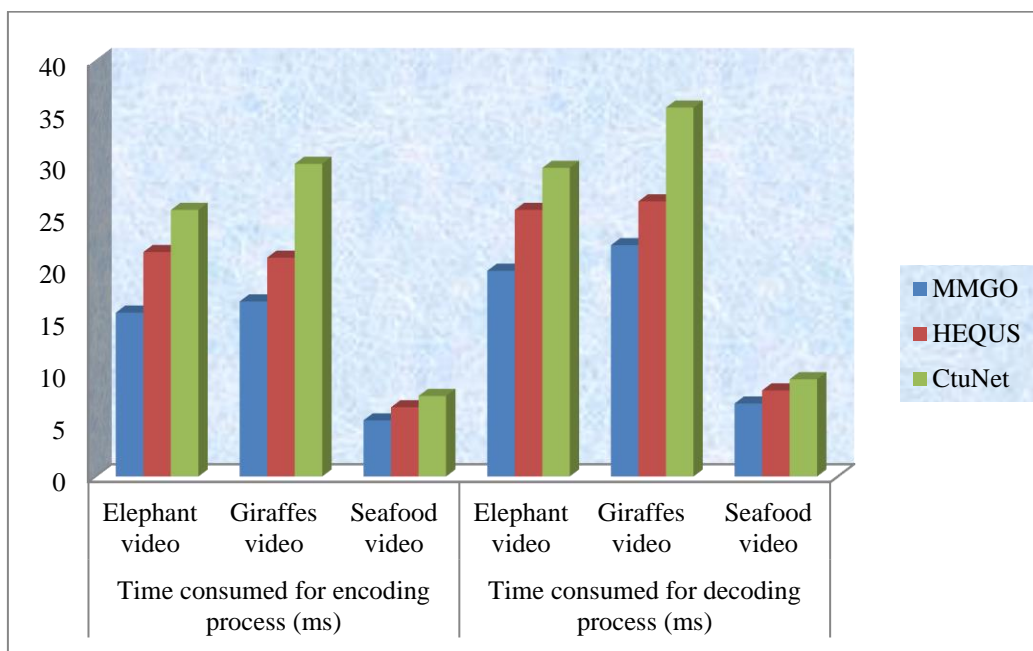 40
35
30
25
20
15
10
5
0
Elephant
video
Giraffes
video
Seafood
video
Elephant
video
Giraffes
video
Seafood
video
Time consumed for encoding
process (ms)
Time consumed for decoding
process (ms)
MMGO
HEQUS
CtuNet